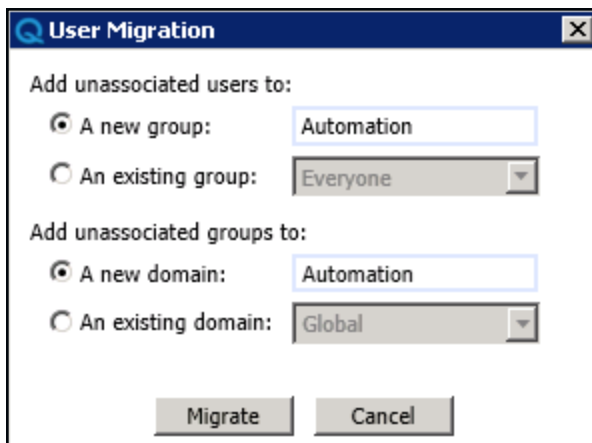 User Migration
Add unassociated users to:
A new group: Automation
An existing group: Everyone
Add unassociated groups to:
A new domain: Automation
An existing domain: Global
Migrate Cancel